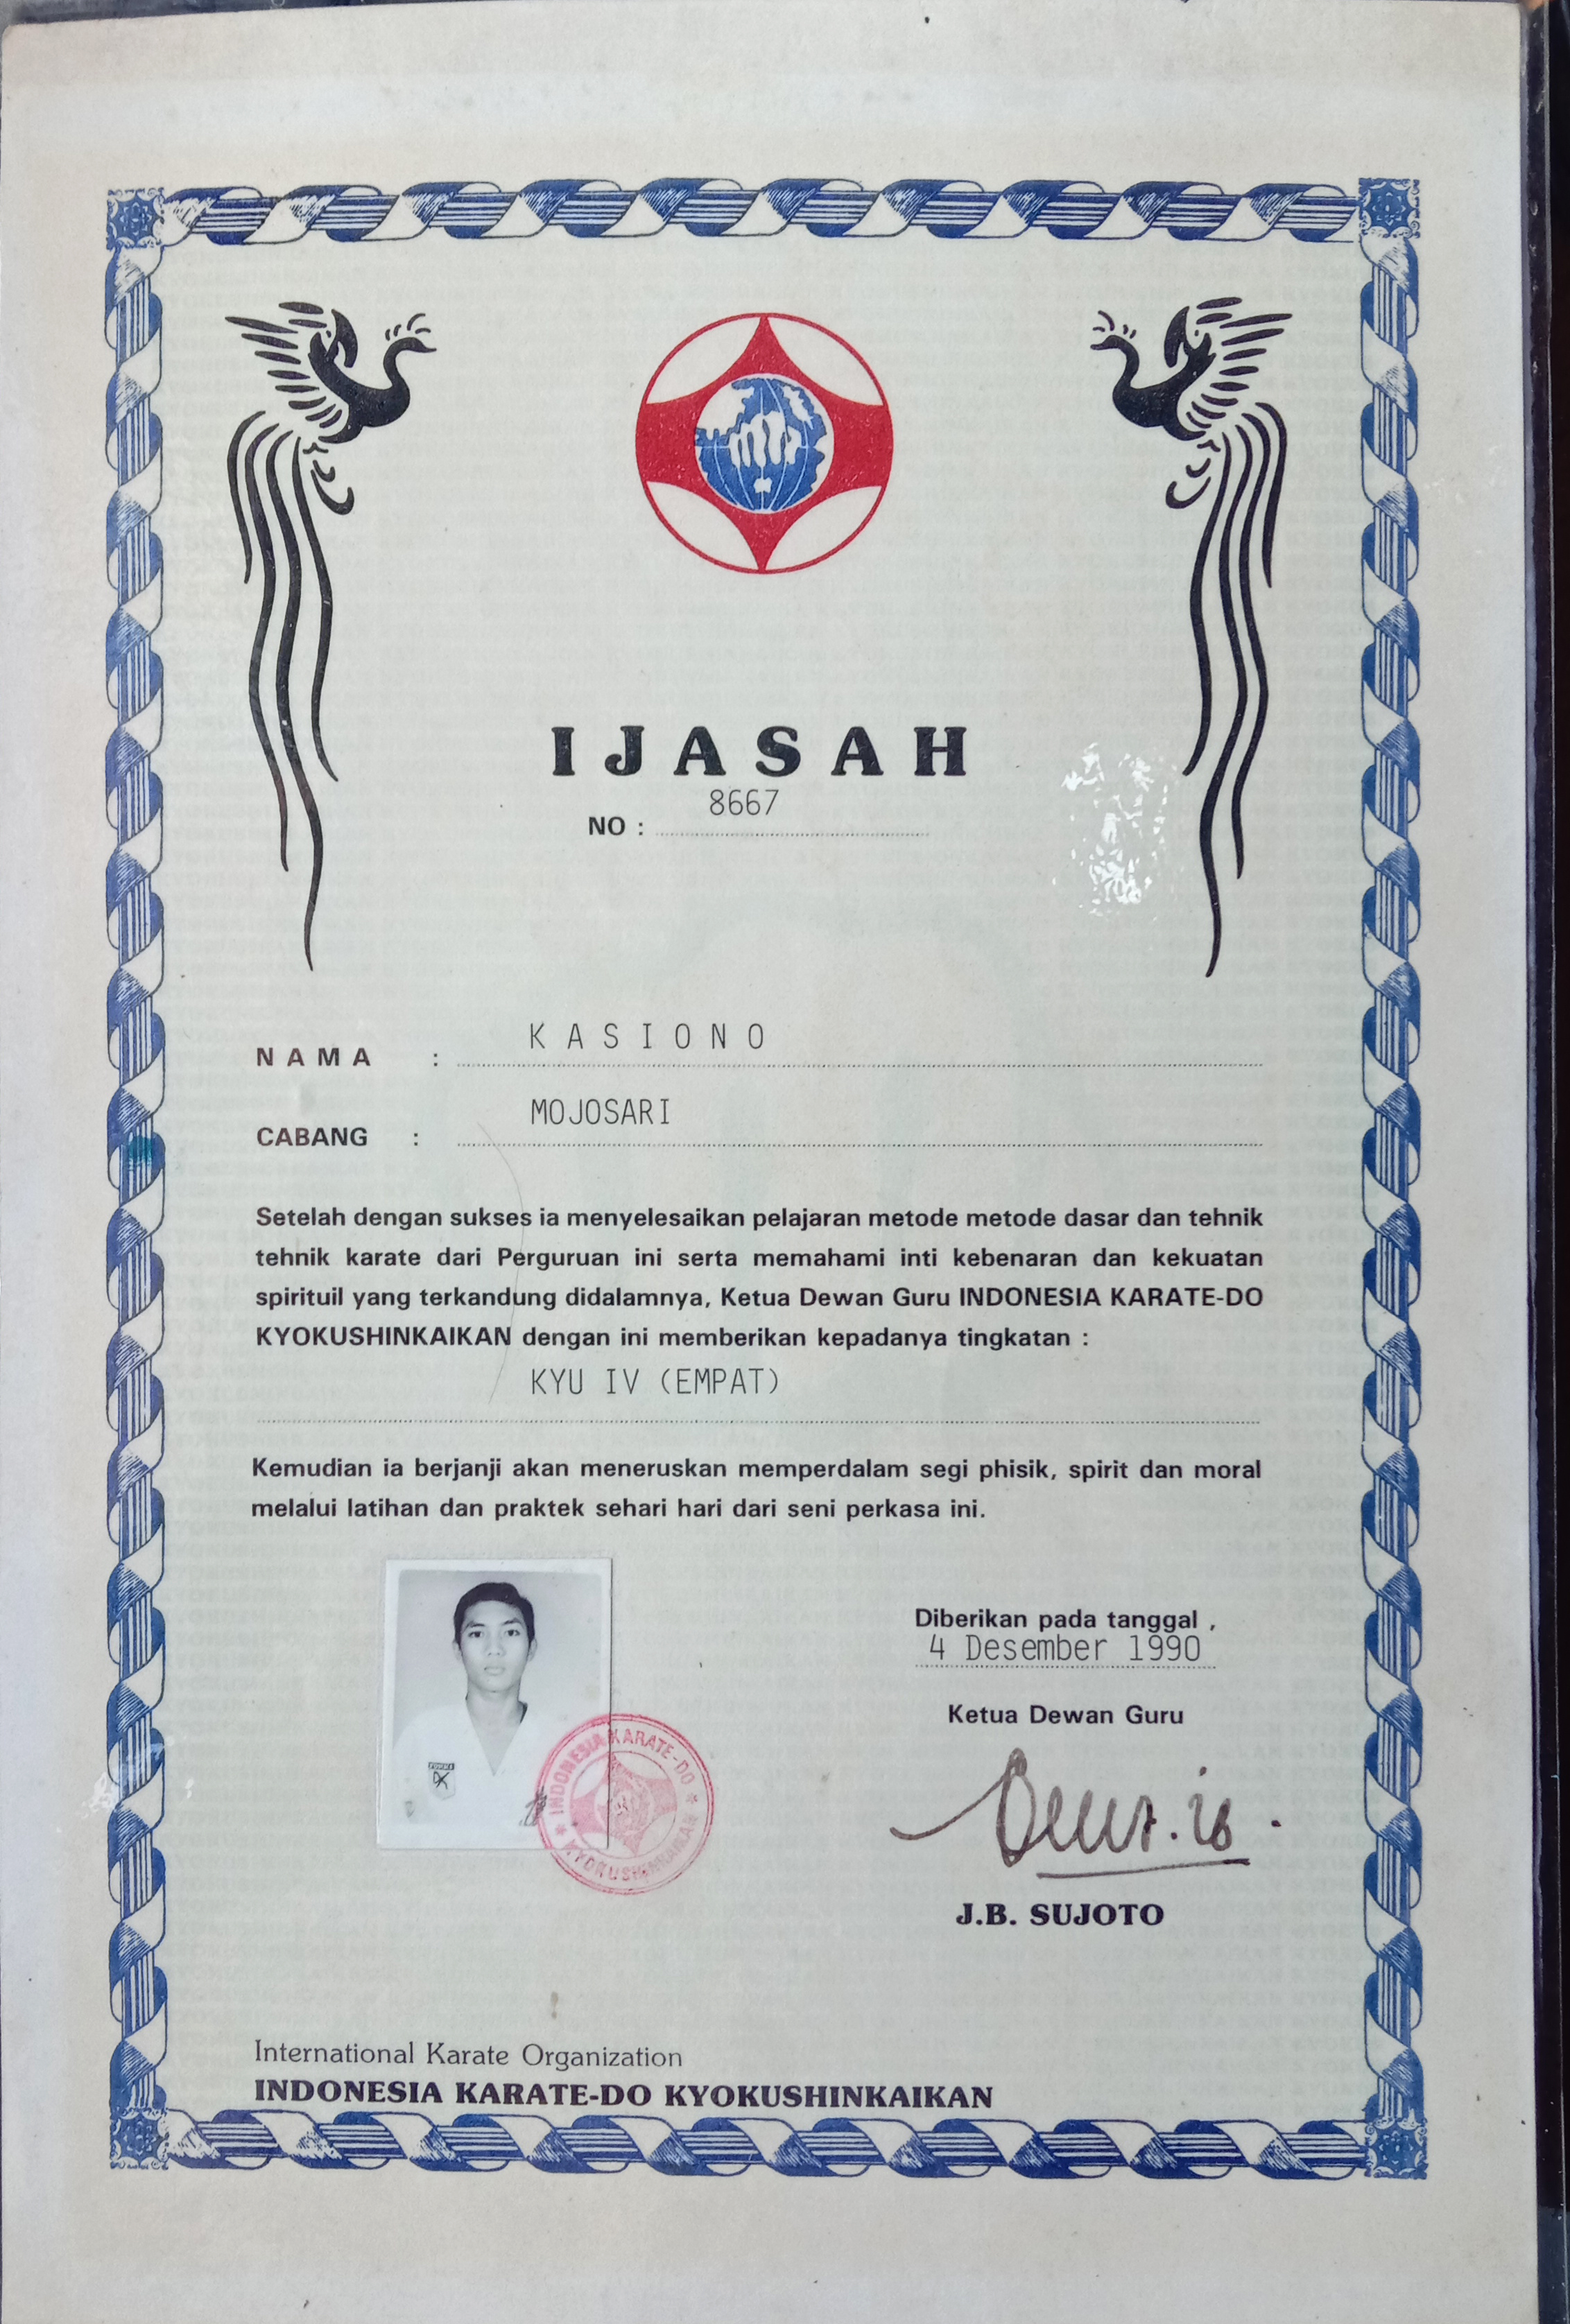 IJASAH
NO : 8667
NAMA : KASIONO
CABANG : MOJOSARI
Setelah dengan sukses ia menyelesaikan pelajaran metode metode dasar dan tehnik
tehnik karate dari Perguruan ini serta memahami inti kebenaran dan kekuatan
spirituil yang terkandung didalamnya, Ketua Dewan Guru INDONESIA KARATE-DO
KYOKUSHINKAIKAN dengan ini memberikan kepadanya tingkatan :
KYU IV (EMPAT)
Kemudian ia berjanji akan meneruskan memperdalam segi phisik, spirit dan moral
melalui latihan dan praktek sehari hari dari seni perkasa ini.
Diberikan pada tanggal ,
4 Desember 1990
Ketua Dewan Guru
INDONESIA KARATE-DO
KYOKUSHINKAIKAN
J.B. SUJOTO
International Karate Organization
INDONESIA KARATE-DO KYOKUSHINKAIKAN